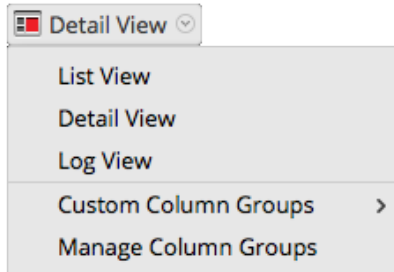 Detail View
List View
Detail View
Log View
Custom Column Groups
Manage Column Groups